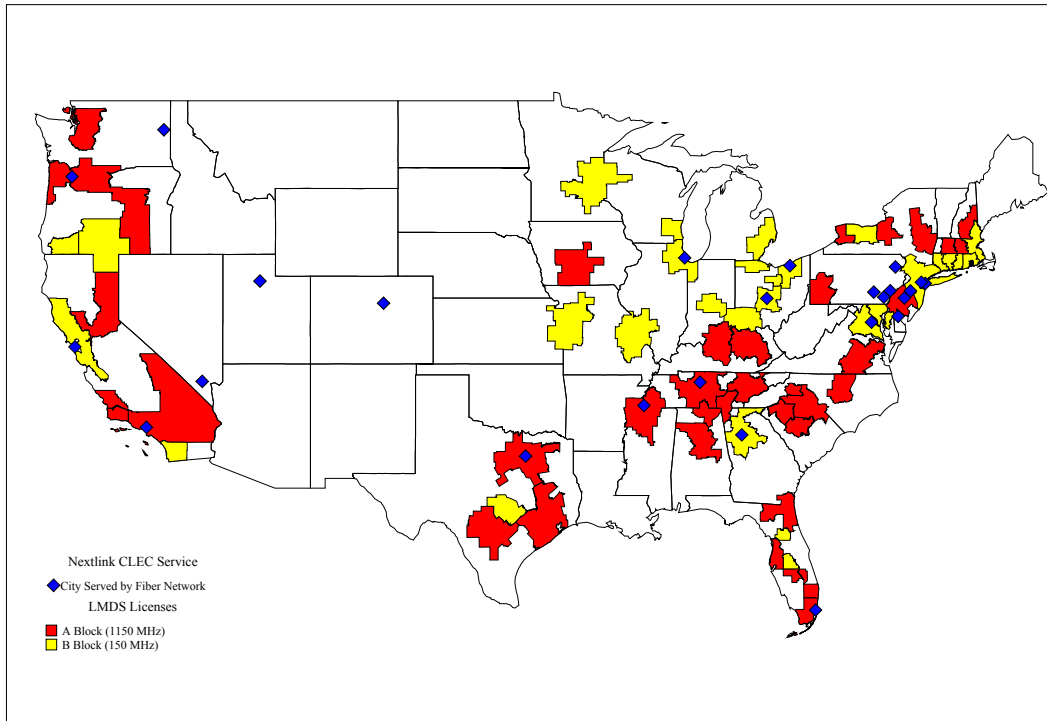 Nextlink CLEC Service
City Served by Fiber Network
LMDS Licenses
A Block (1150 MHz)
B Block (150 MHz)